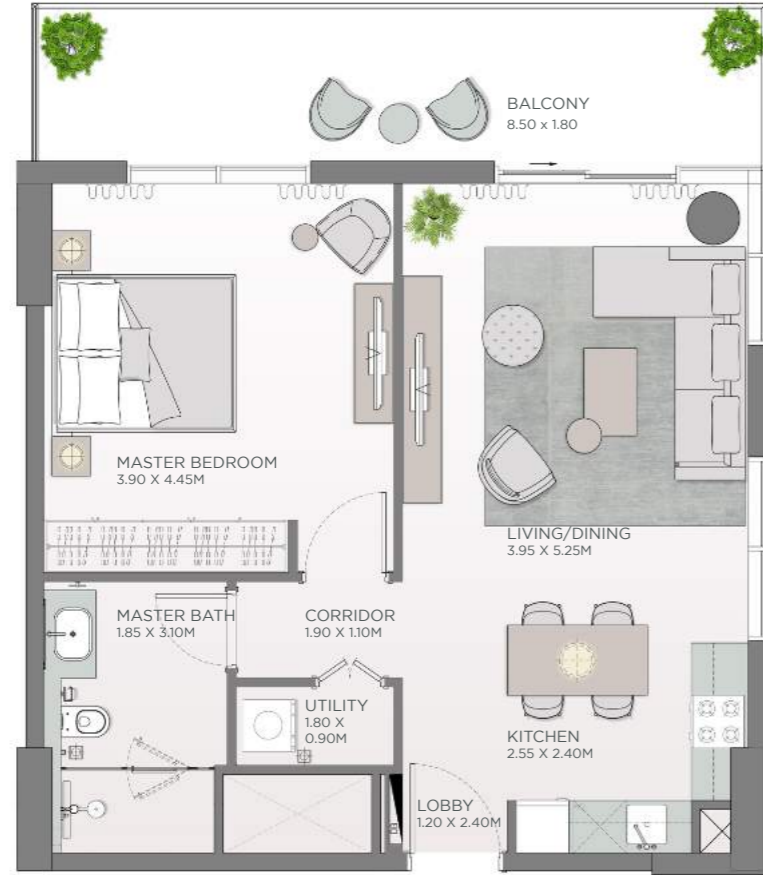 BALCONY
8.50 x 1.80
MASTER BEDROOM
3.90 X 4.45M
LIVING/DINING
3.95 X 5.25M
MASTER BATH
1.85 X 3.10M
CORRIDOR
1.90 X 1.10M
UTILITY
1.80 X
0.90M
KITCHEN
2.55 X 2.40M
LOBBY
1.20 X 2.40M